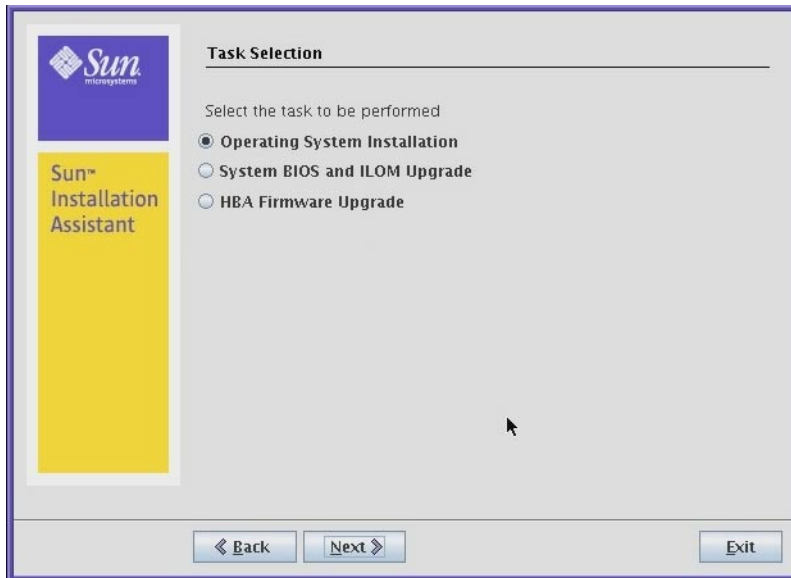 Sun
microsystems
Sun™
Installation
Assistant
Task Selection
Select the task to be performed
Operating System Installation
System BIOS and ILOM Upgrade
HBA Firmware Upgrade
Back
Next
Exit